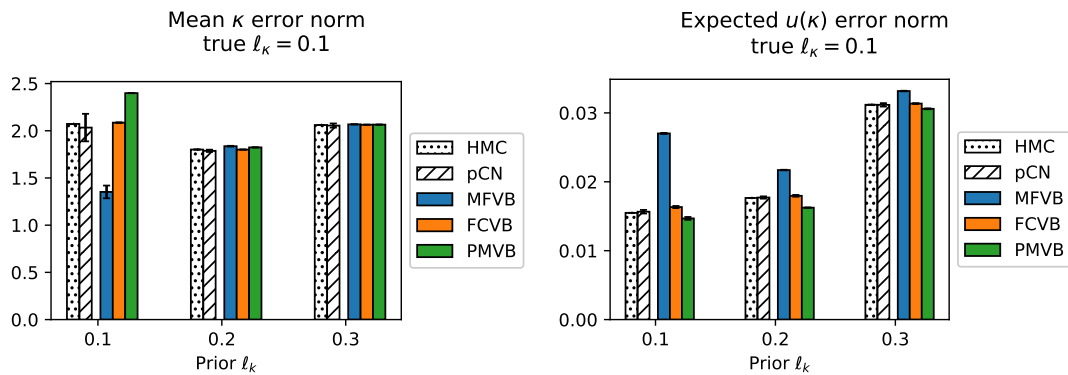 Mean κ error norm
true ℓκ = 0.1
2.5
2.0
1.5
1.0
0.5
0.0
0.1
0.2
0.3
Prior ℓk
HMC
pCN
MFVB
FCVB
PMVB
Expected u(κ) error norm
true ℓκ = 0.1
0.03
0.02
0.01
0.00
0.1
0.2
0.3
Prior ℓk
HMC
pCN
MFVB
FCVB
PMVB